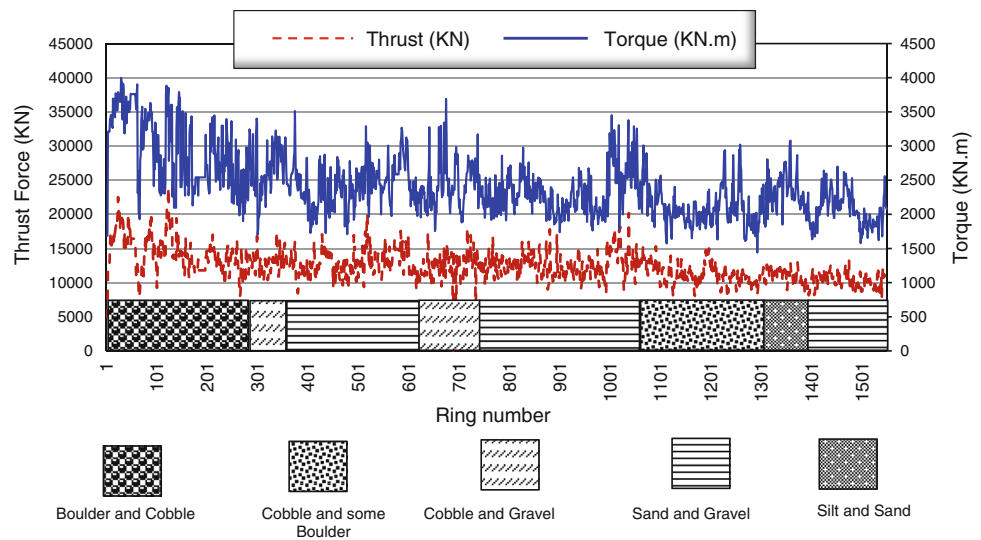 Thrust (KN) Torque (KN.m)
45000 4500
40000 4000
35000 3500
30000 3000
25000 2500
20000 2000
15000 1500
10000 1000
5000 500
0 0
Thrust Force (KN)
Torque (KN.m)
1 101 201 301 401 501 601 701 801 901 1001 1101 1201 1301 1401 1501
Ring number
Boulder and Cobble
Cobble and some
Boulder
Cobble and Gravel
Sand and Gravel
Silt and Sand